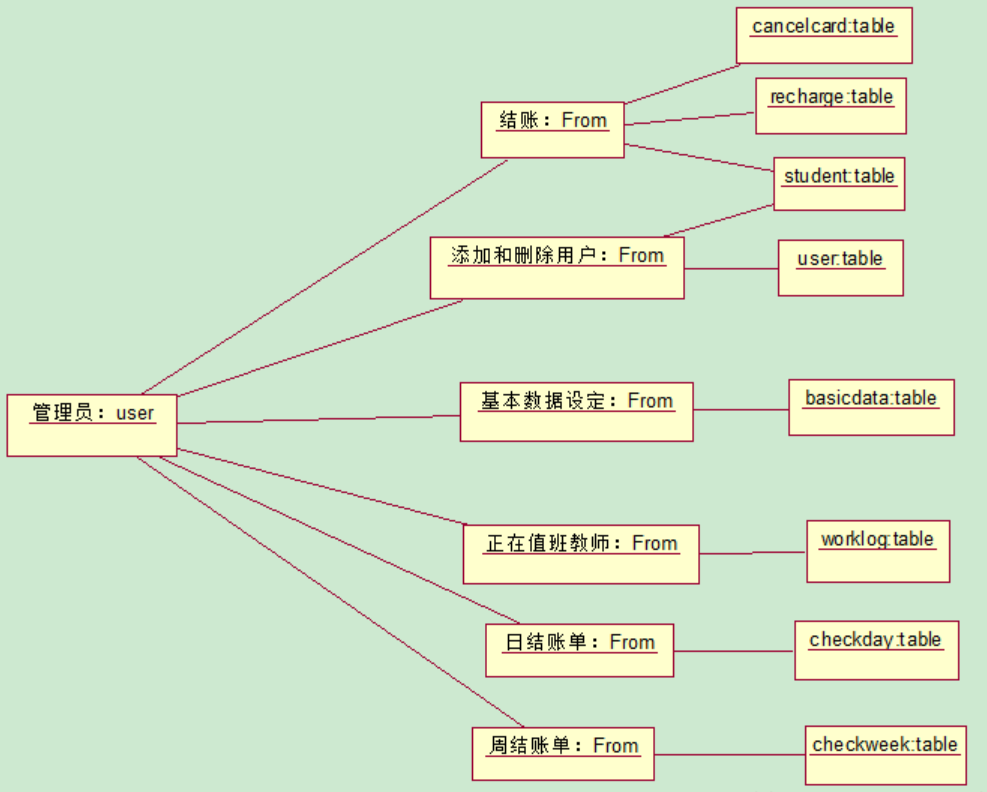 cancelcard:table
recharge:table
结账：From
student:table
添加和删除用户：From
user:table
管理员：user
基本数据设定：From
basicdata:table
正在值班教师：From
worklog:table
日结账单：From
checkday:table
周结账单：From
checkweek:table